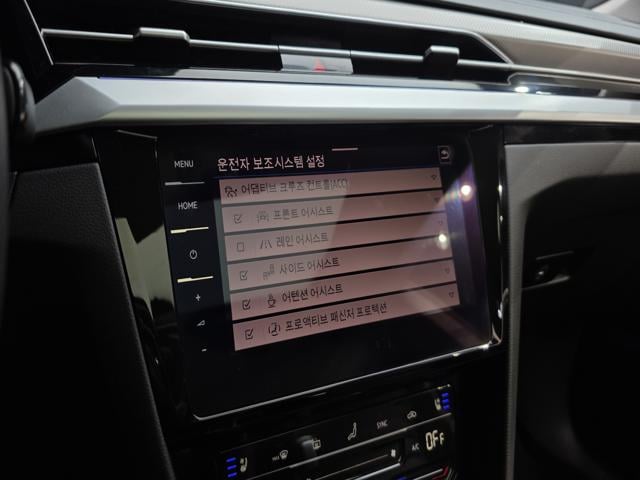 MENU
운전자 보조시스템 설정
어댑티브 크루즈 컨트롤(ACC)
HOME
프론트 어시스트
레인 어시스트
사이드 어시스트
+
어텐션 어시스트
-
프로액티브 패신저 프로텍션
MAX
SYNC
A/C
OFF